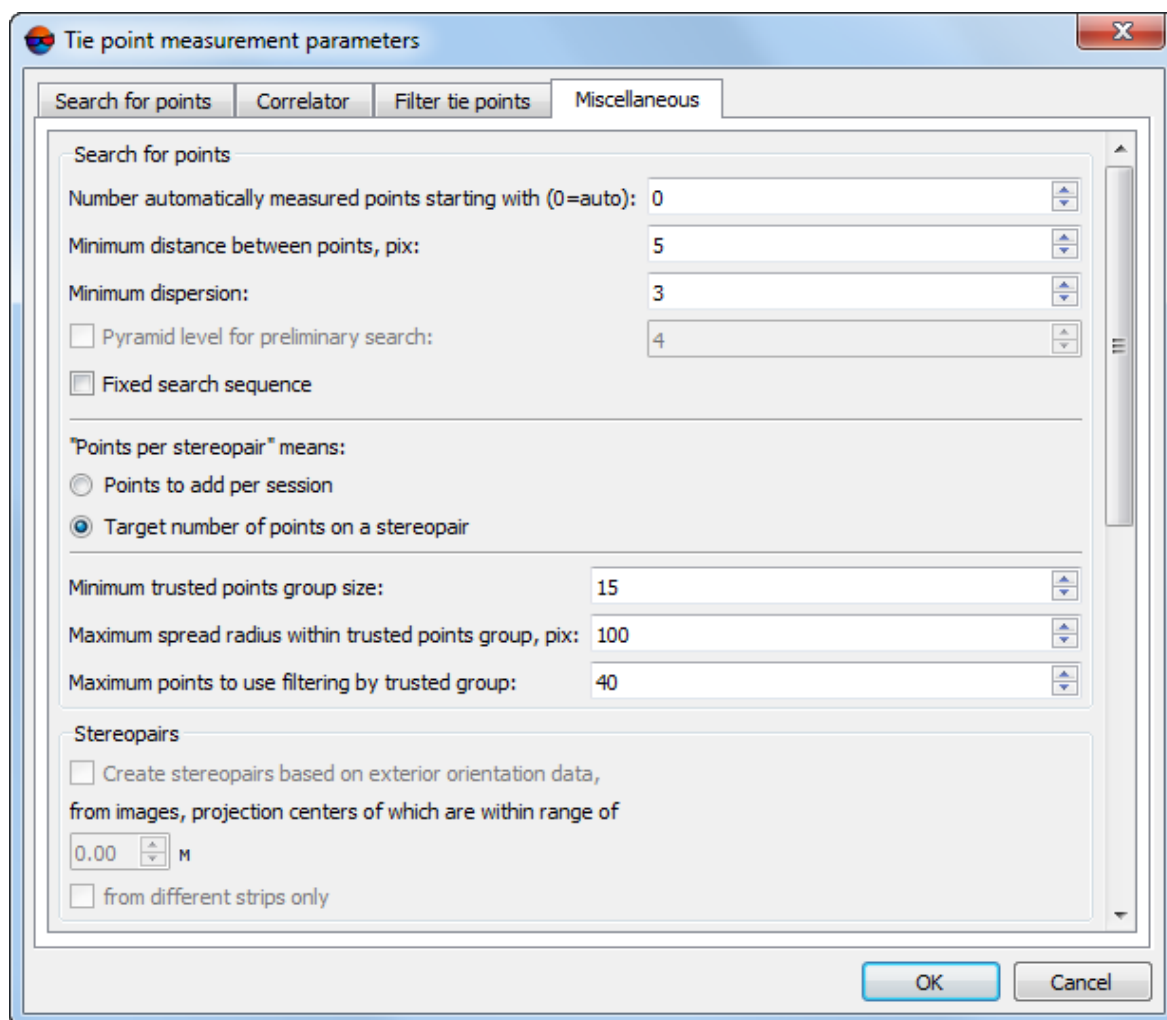 Tie point measurement parameters
Search for points
Correlator
Filter tie points
Miscellaneous
Search for points
Number automatically measured points starting with (0=auto): 0
Minimum distance between points, pix: 5
Minimum dispersion: 3
Pyramid level for preliminary search: 4
Fixed search sequence
"Points per stereopair" means:
Points to add per session
Target number of points on a stereopair
Minimum trusted points group size: 15
Maximum spread radius within trusted points group, pix: 100
Maximum points to use filtering by trusted group: 40
Stereopairs
Create stereopairs based on exterior orientation data,
from images, projection centers of which are within range of
0.00 м
from different strips only
OK
Cancel